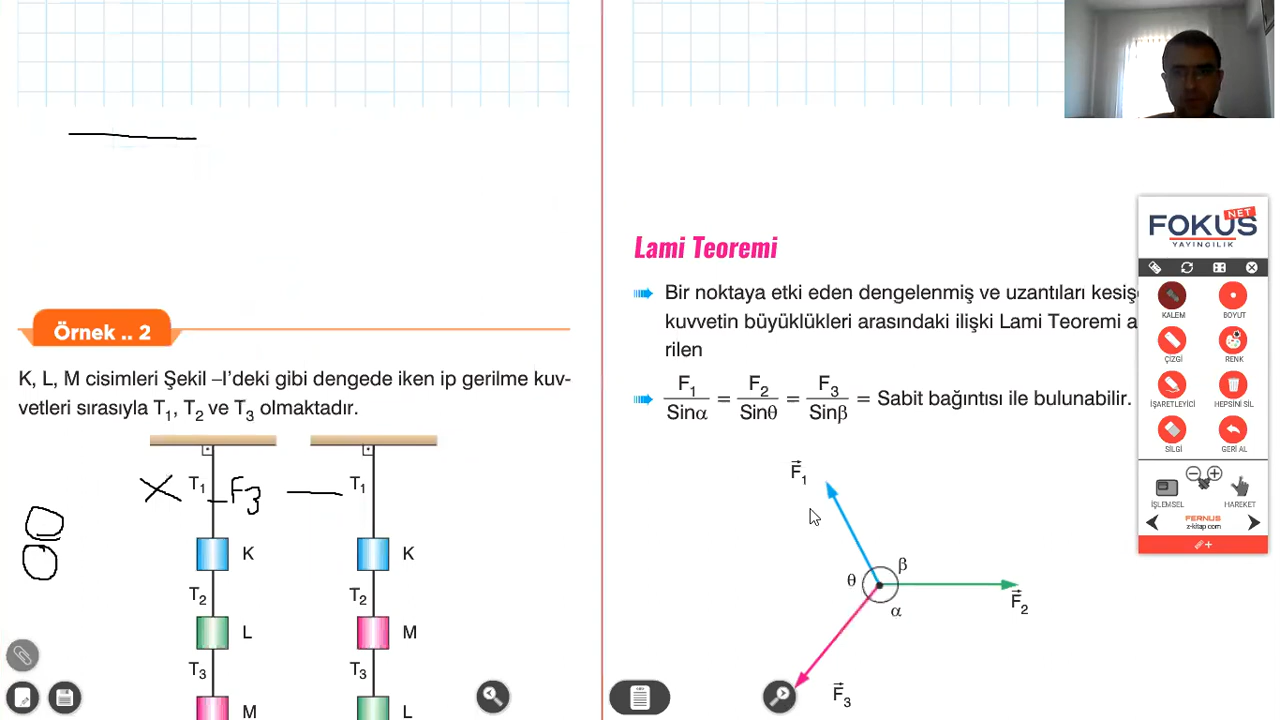 Örnek .. 2
K, L, M cisimleri Şekil –I’deki gibi dengede iken ip gerilme kuv-
vetleri sırasıyla T₁, T₂ ve T₃ olmaktadır.
T₁ F3 T₁
K K
T₂ T₂
L M
T₃ T₃
M L
Lami Teoremi
Bir noktaya etki eden dengelenmiş ve uzantıları
kuvvetin büyüklükleri arasındaki ilişki Lami Teoremi
rilen
F₁/Sinα = F₂/Sinθ = F₃/Sinβ = Sabit bağıntısı ile bulunabilir.
F₁
β
θ
α
F₂
F₃
FOKUS NET
YAYINCILIK
KALEM BOYUT
ÇİZGİ RENK
İŞARETLEYİCİ HEPSİNİ SİL
SİLGİ GERİ AL
İŞLEMSEL HAREKET
FERNUS
z-kitap.com